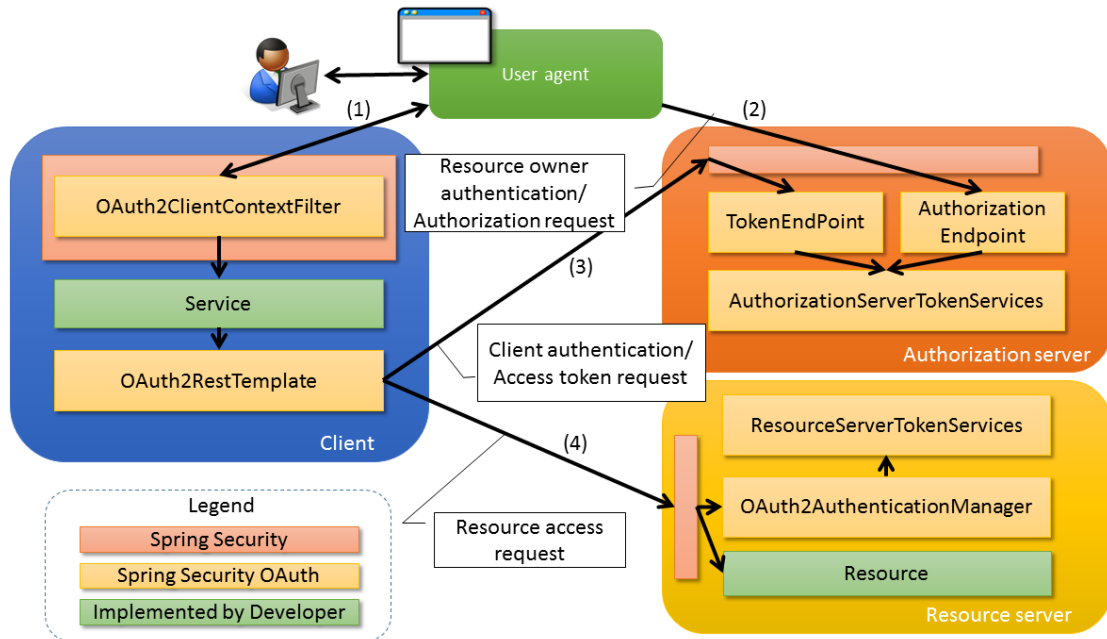 User agent
(1)
(2)
Resource owner
authentication/
Authorization request
OAuth2ClientContextFilter
Service
OAuth2RestTemplate
Client
(3)
TokenEndPoint
Authorization
Endpoint
AuthorizationServerTokenServices
Authorization server
Client authentication/
Access token request
(4)
ResourceServerTokenServices
OAuth2AuthenticationManager
Resource
Resource server
Resource access
request
Legend
Spring Security
Spring Security OAuth
Implemented by Developer